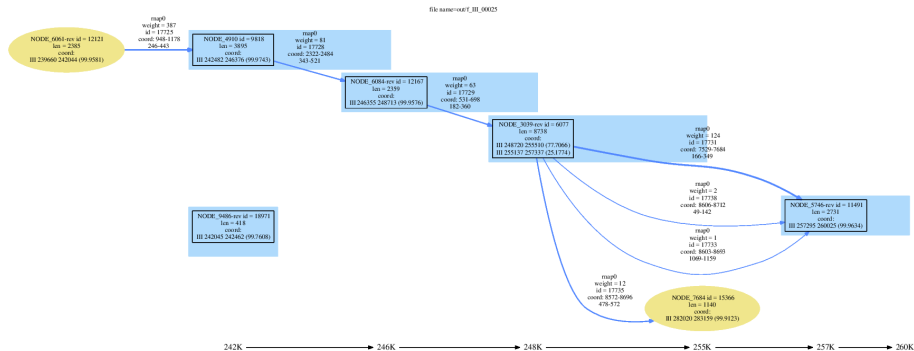 file name=out/f_III_00025
NODE_6061-rev id = 12121
len = 2385
coord:
III 239660 242044 (99.9581)
map0
weight = 387
id = 17725
coord: 948-1178
246-443
NODE_4910 id = 9818
len = 3895
coord:
III 242482 246376 (99.9743)
map0
weight = 81
id = 17728
coord: 2322-2484
343-521
NODE_6084-rev id = 12167
len = 2359
coord:
III 246355 248713 (99.9576)
map0
weight = 63
id = 17729
coord: 531-698
182-360
NODE_3039-rev id = 6077
len = 8738
coord:
III 248720 255510 (77.7066)
III 255137 257337 (25.1774)
map0
weight = 124
id = 17731
coord: 7529-7684
166-349
map0
weight = 2
id = 17738
coord: 8606-8712
49-142
NODE_5746-rev id = 11491
len = 2731
coord:
III 257295 260025 (99.9634)
NODE_9486-rev id = 18971
len = 418
coord:
III 242045 242462 (99.7608)
map0
weight = 1
id = 17733
coord: 8603-8693
1069-1159
map0
weight = 12
id = 17735
coord: 8572-8696
478-572
NODE_7684 id = 15366
len = 1140
coord:
III 282020 283159 (99.9123)
242K 246K 248K 255K 257K 260K